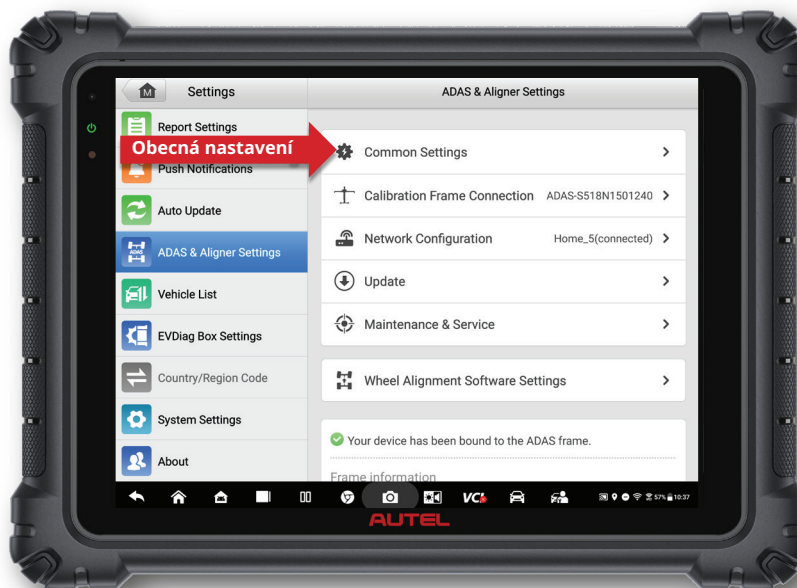 M
Settings
ADAS & Aligner Settings
Report Settings
Obecná nastavení
Push Notifications
Auto Update
ADAS
ADAS & Aligner Settings
Vehicle List
EVDiag Box Settings
Country/Region Code
System Settings
About
Common Settings
Calibration Frame Connection ADAS-S518N1501240
Network Configuration Home_5(connected)
Update
Maintenance & Service
Wheel Alignment Software Settings
Your device has been bound to the ADAS frame.
Frame information
VCI
57% 10:37
AUTEL